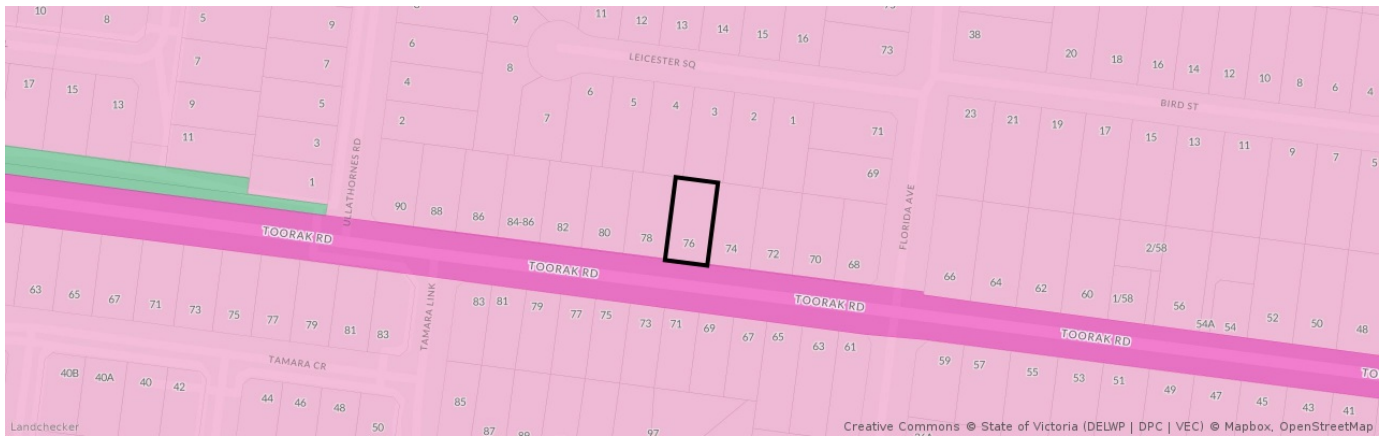 10 8 5 9 9 11 12 13 14 15 16 73 38 20 18 16 14 12 10 8 6 4
6 7 7 4 8 LEICESTER SQ
17 15 13 9 5 2 7 6 5 4 3 2 1 71 BIRD ST
11 3 69 23 21 19 17 15 13 11 9 7 5
1 ULLATHORNES RD FLORIDA AVE
90 88 86 84-86 82 80 78 76 74 72 70 68 2/58
TOORAK RD
TOORAK RD
TOORAK RD
TOORAK RD
66 64 62 60 1/58 56 54A 54 52 50 48
63 65 67 71 73 75 77 79 81 83 TAMARA LINK 83 81 79 77 75 73 71 69 67 65 63 61
TAMARA CR
59 57 55 53 51 49 47 45 43 41
40B 40A 40 42 44 46 48 50 85 87 97
Landchecker
Creative Commons © State of Victoria (DELWP | DPC | VEC) © Mapbox, OpenStreetMap